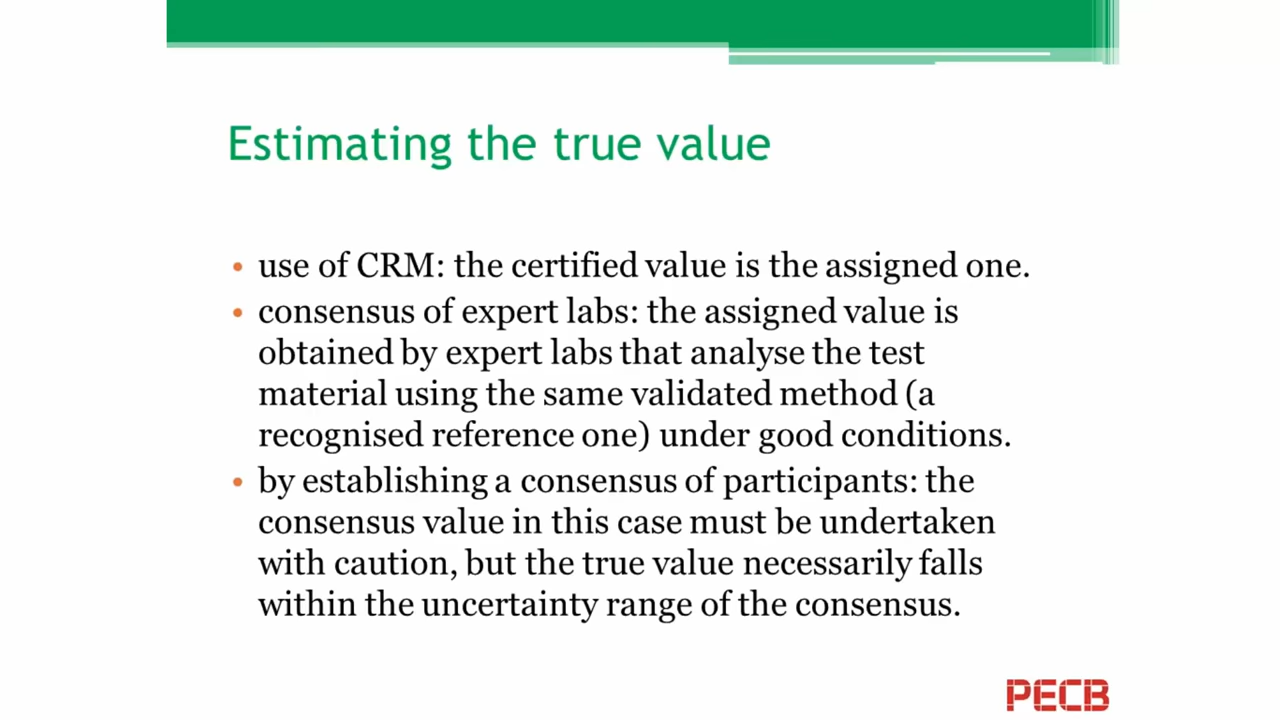 Estimating the true value
• use of CRM: the certified value is the assigned one.
• consensus of expert labs: the assigned value is
obtained by expert labs that analyse the test
material using the same validated method (a
recognised reference one) under good conditions.
• by establishing a consensus of participants: the
consensus value in this case must be undertaken
with caution, but the true value necessarily falls
within the uncertainty range of the consensus.
PECB